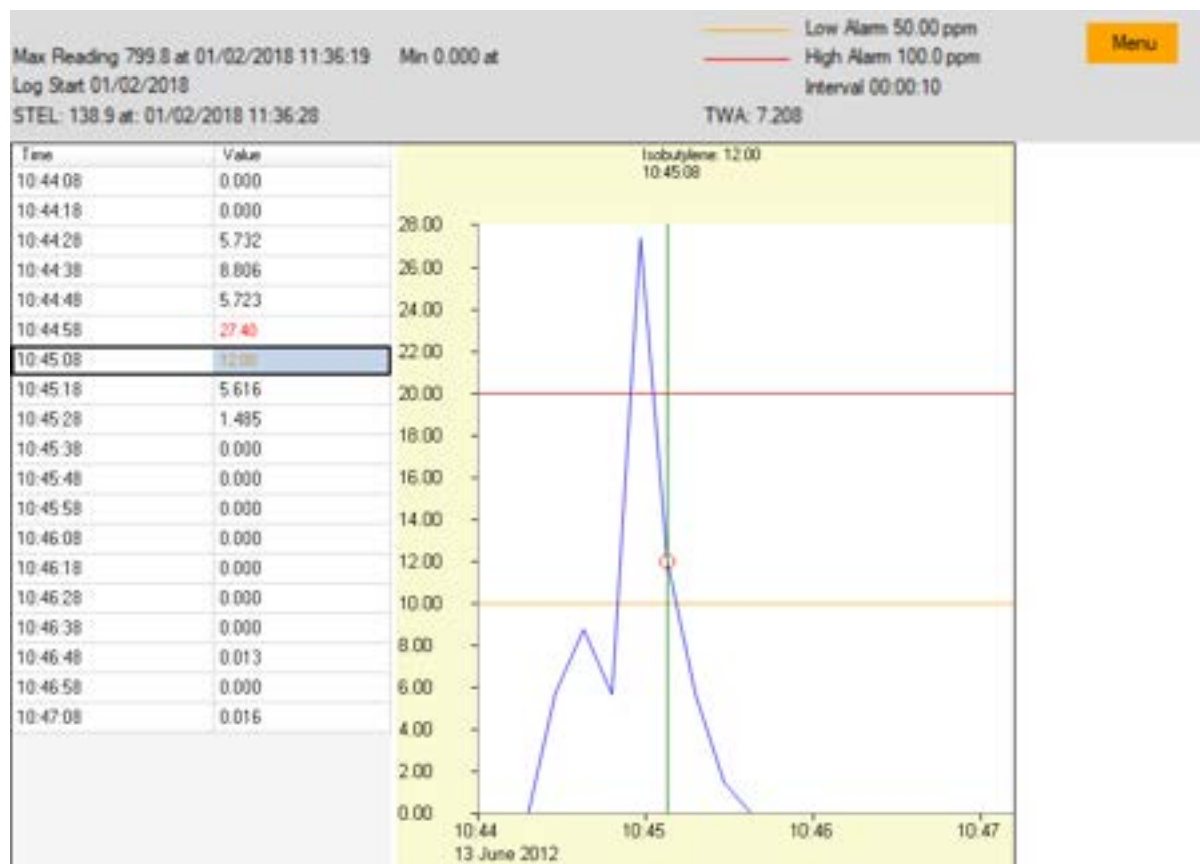 Low Alarm 50.00 ppm
Menu
Max Reading 799.8 at 01/02/2018 11:36:19 Min 0.000 at
High Alarm 100.0 ppm
Log Start 01/02/2018
Interval 00:00:10
STEL: 138.9 at: 01/02/2018 11:36:28
TWA: 7.208
Time Value
10:44:08 0.000
10:44:18 0.000
10:44:28 5.732
10:44:38 8.806
10:44:48 5.723
10:44:58 27.40
10:45:08 12.00
10:45:18 5.616
10:45:28 1.485
10:45:38 0.000
10:45:48 0.000
10:45:58 0.000
10:46:08 0.000
10:46:18 0.000
10:46:28 0.000
10:46:38 0.000
10:46:48 0.013
10:46:58 0.000
10:47:08 0.016
Isobutylene: 12.00
10:45:08
28.00
26.00
24.00
22.00
20.00
18.00
16.00
14.00
12.00
10.00
8.00
6.00
4.00
2.00
0.00
10:44 10:45 10:46 10:47
13 June 2012